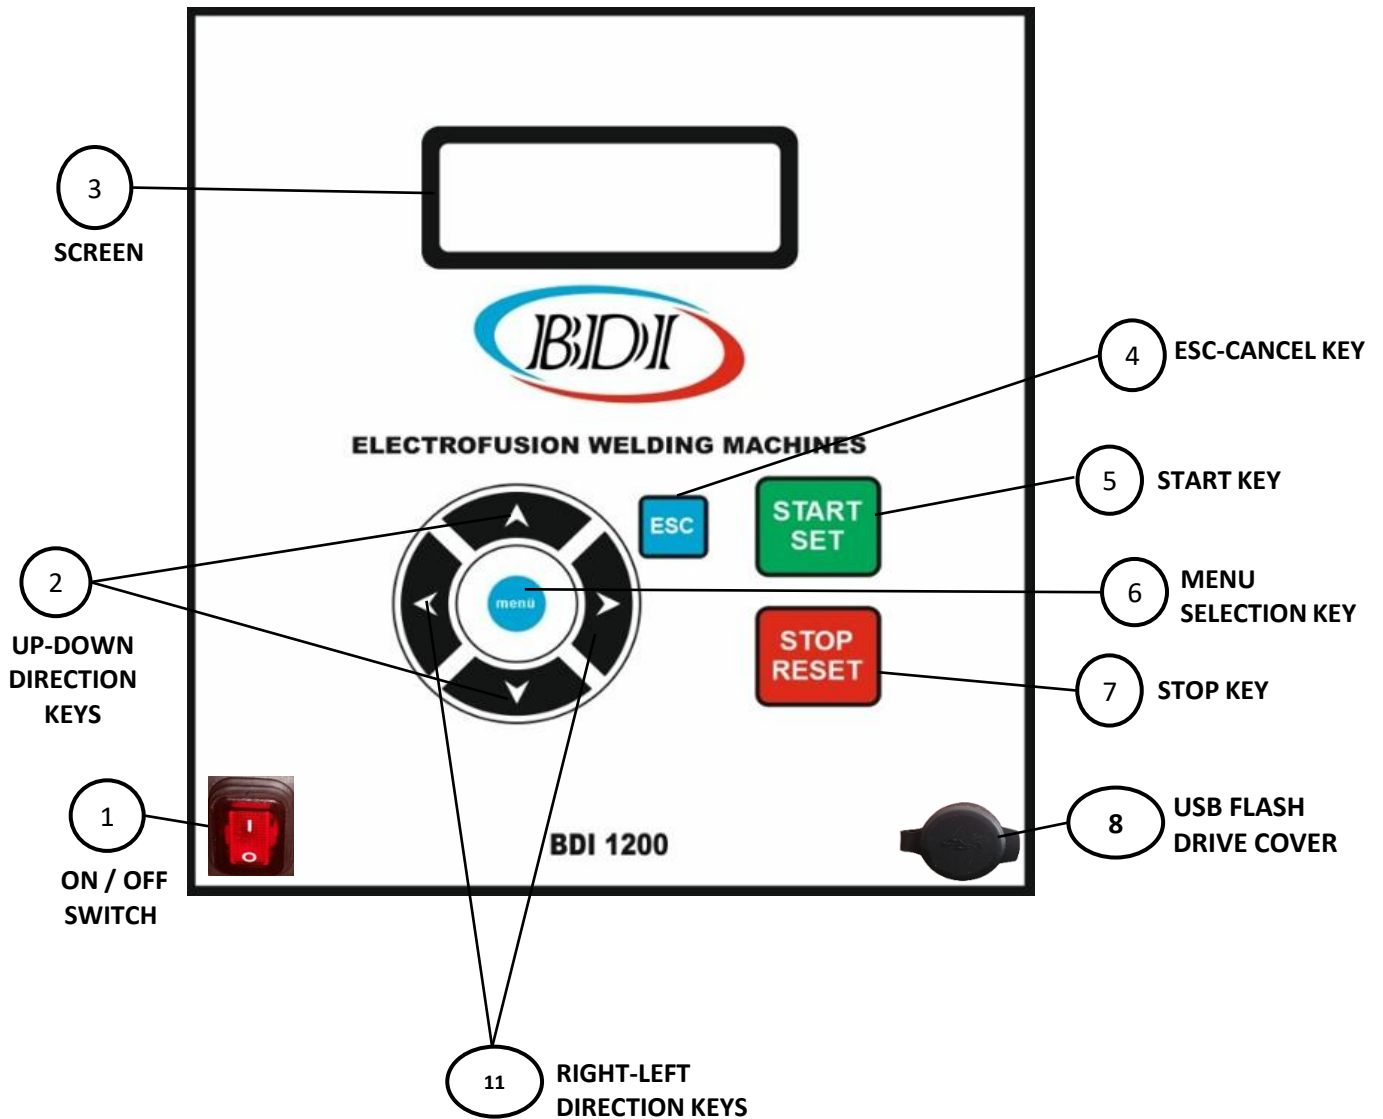 3
SCREEN
BDI
4
ESC-CANCEL KEY
ELECTROFUSION WELDING MACHINES
ESC
START
SET
5
START KEY
2
UP-DOWN
DIRECTION
KEYS
menü
6
MENU
SELECTION KEY
STOP
RESET
7
STOP KEY
1
ON / OFF
SWITCH
I
O
BDI 1200
8
USB FLASH
DRIVE COVER
11
RIGHT-LEFT
DIRECTION KEYS